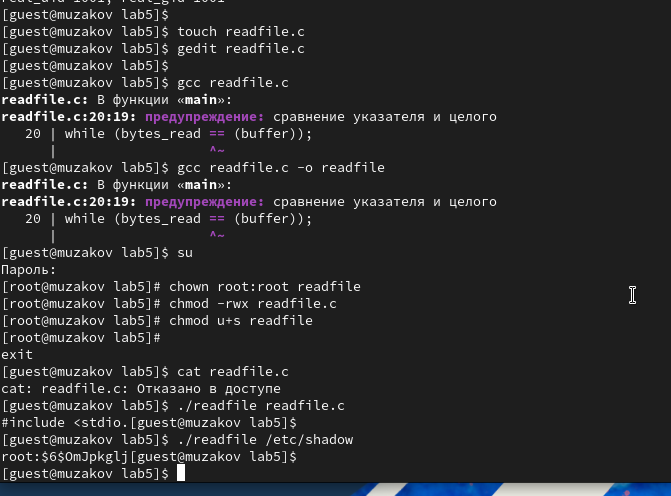 [guest@muzakov lab5]$
[guest@muzakov lab5]$ touch readfile.c
[guest@muzakov lab5]$ gedit readfile.c
[guest@muzakov lab5]$
[guest@muzakov lab5]$ gcc readfile.c
readfile.c: В функции «main»:
readfile.c:20:19: предупреждение: сравнение указателя и целого
   20 | while (bytes_read == (buffer));
      |                   ^~
[guest@muzakov lab5]$ gcc readfile.c -o readfile
readfile.c: В функции «main»:
readfile.c:20:19: предупреждение: сравнение указателя и целого
   20 | while (bytes_read == (buffer));
      |                   ^~
[guest@muzakov lab5]$ su
Пароль:
[root@muzakov lab5]# chown root:root readfile
[root@muzakov lab5]# chmod -rwx readfile.c
[root@muzakov lab5]# chmod u+s readfile
[root@muzakov lab5]#
exit
[guest@muzakov lab5]$ cat readfile.c
cat: readfile.c: Отказано в доступе
[guest@muzakov lab5]$ ./readfile readfile.c
#include <stdio.[guest@muzakov lab5]$
[guest@muzakov lab5]$ ./readfile /etc/shadow
root:$6$OmJpkglj[guest@muzakov lab5]$
[guest@muzakov lab5]$